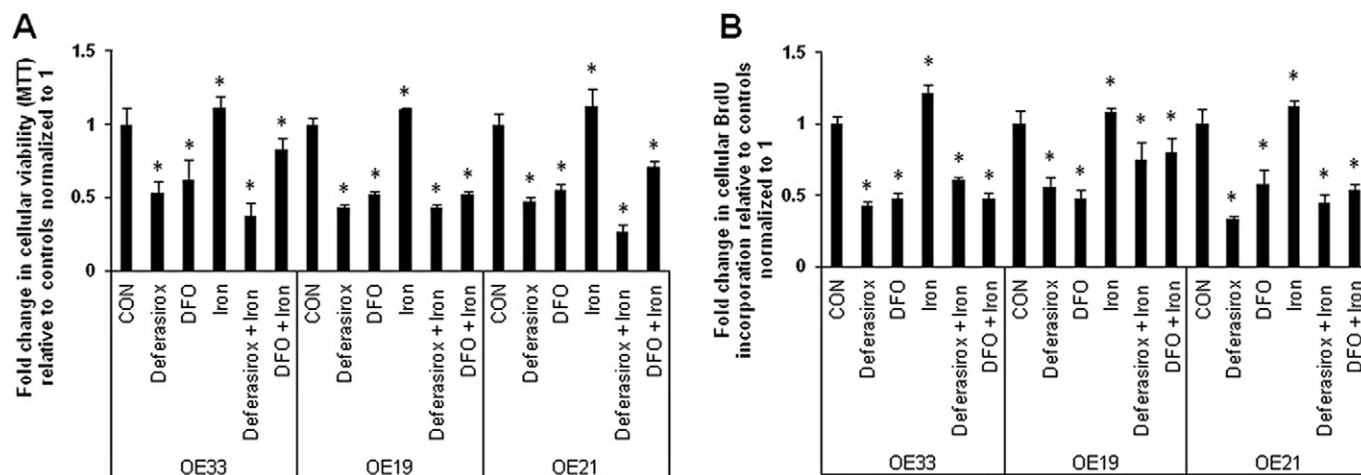 A
Fold change in cellular viability (MTT)
relative to controls normalized to 1
1.5
1
0.5
0
* * * * *
* * * * *
* * * * *
CON
Deferasirox
DFO
Iron
Deferasirox + Iron
DFO + Iron
CON
Deferasirox
DFO
Iron
Deferasirox + Iron
DFO + Iron
CON
Deferasirox
DFO
Iron
Deferasirox + Iron
DFO + Iron
OE33
OE19
OE21
B
Fold change in cellular BrdU
incorporation relative to controls
normalized to 1
1.5
1
0.5
0
* * * * *
* * * * *
* * * * *
CON
Deferasirox
DFO
Iron
Deferasirox + Iron
DFO + Iron
CON
Deferasirox
DFO
Iron
Deferasirox + Iron
DFO + Iron
CON
Deferasirox
DFO
Iron
Deferasirox + Iron
DFO + Iron
OE33
OE19
OE21